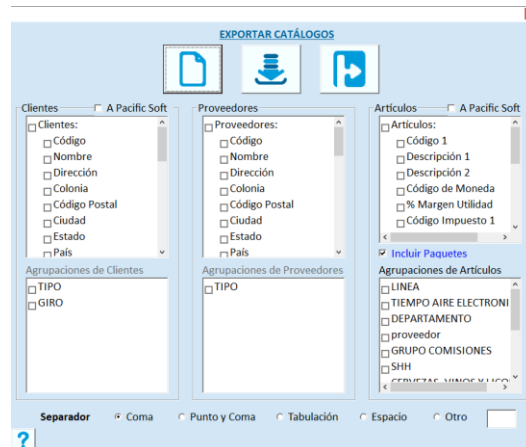 EXPORTAR CATÁLOGOS
Clientes
A Pacific Soft
Clientes:
Código
Nombre
Dirección
Colonia
Código Postal
Ciudad
Estado
País
Agrupaciones de Clientes
TIPO
GIRO
Proveedores
Proveedores:
Código
Nombre
Dirección
Colonia
Código Postal
Ciudad
Estado
País
Agrupaciones de Proveedores
TIPO
Artículos
A Pacific Soft
Artículos:
Código 1
Descripción 1
Descripción 2
Código de Moneda
% Margen Utilidad
Código Impuesto 1
Incluir Paquetes
Agrupaciones de Artículos
LINEA
TIEMPO AIRE ELECTRONI
DEPARTAMENTO
proveedor
GRUPO COMISIONES
SHH
CERVEZAS, VINOS Y LICO
Separador Coma Punto y Coma Tabulación Espacio Otro
?